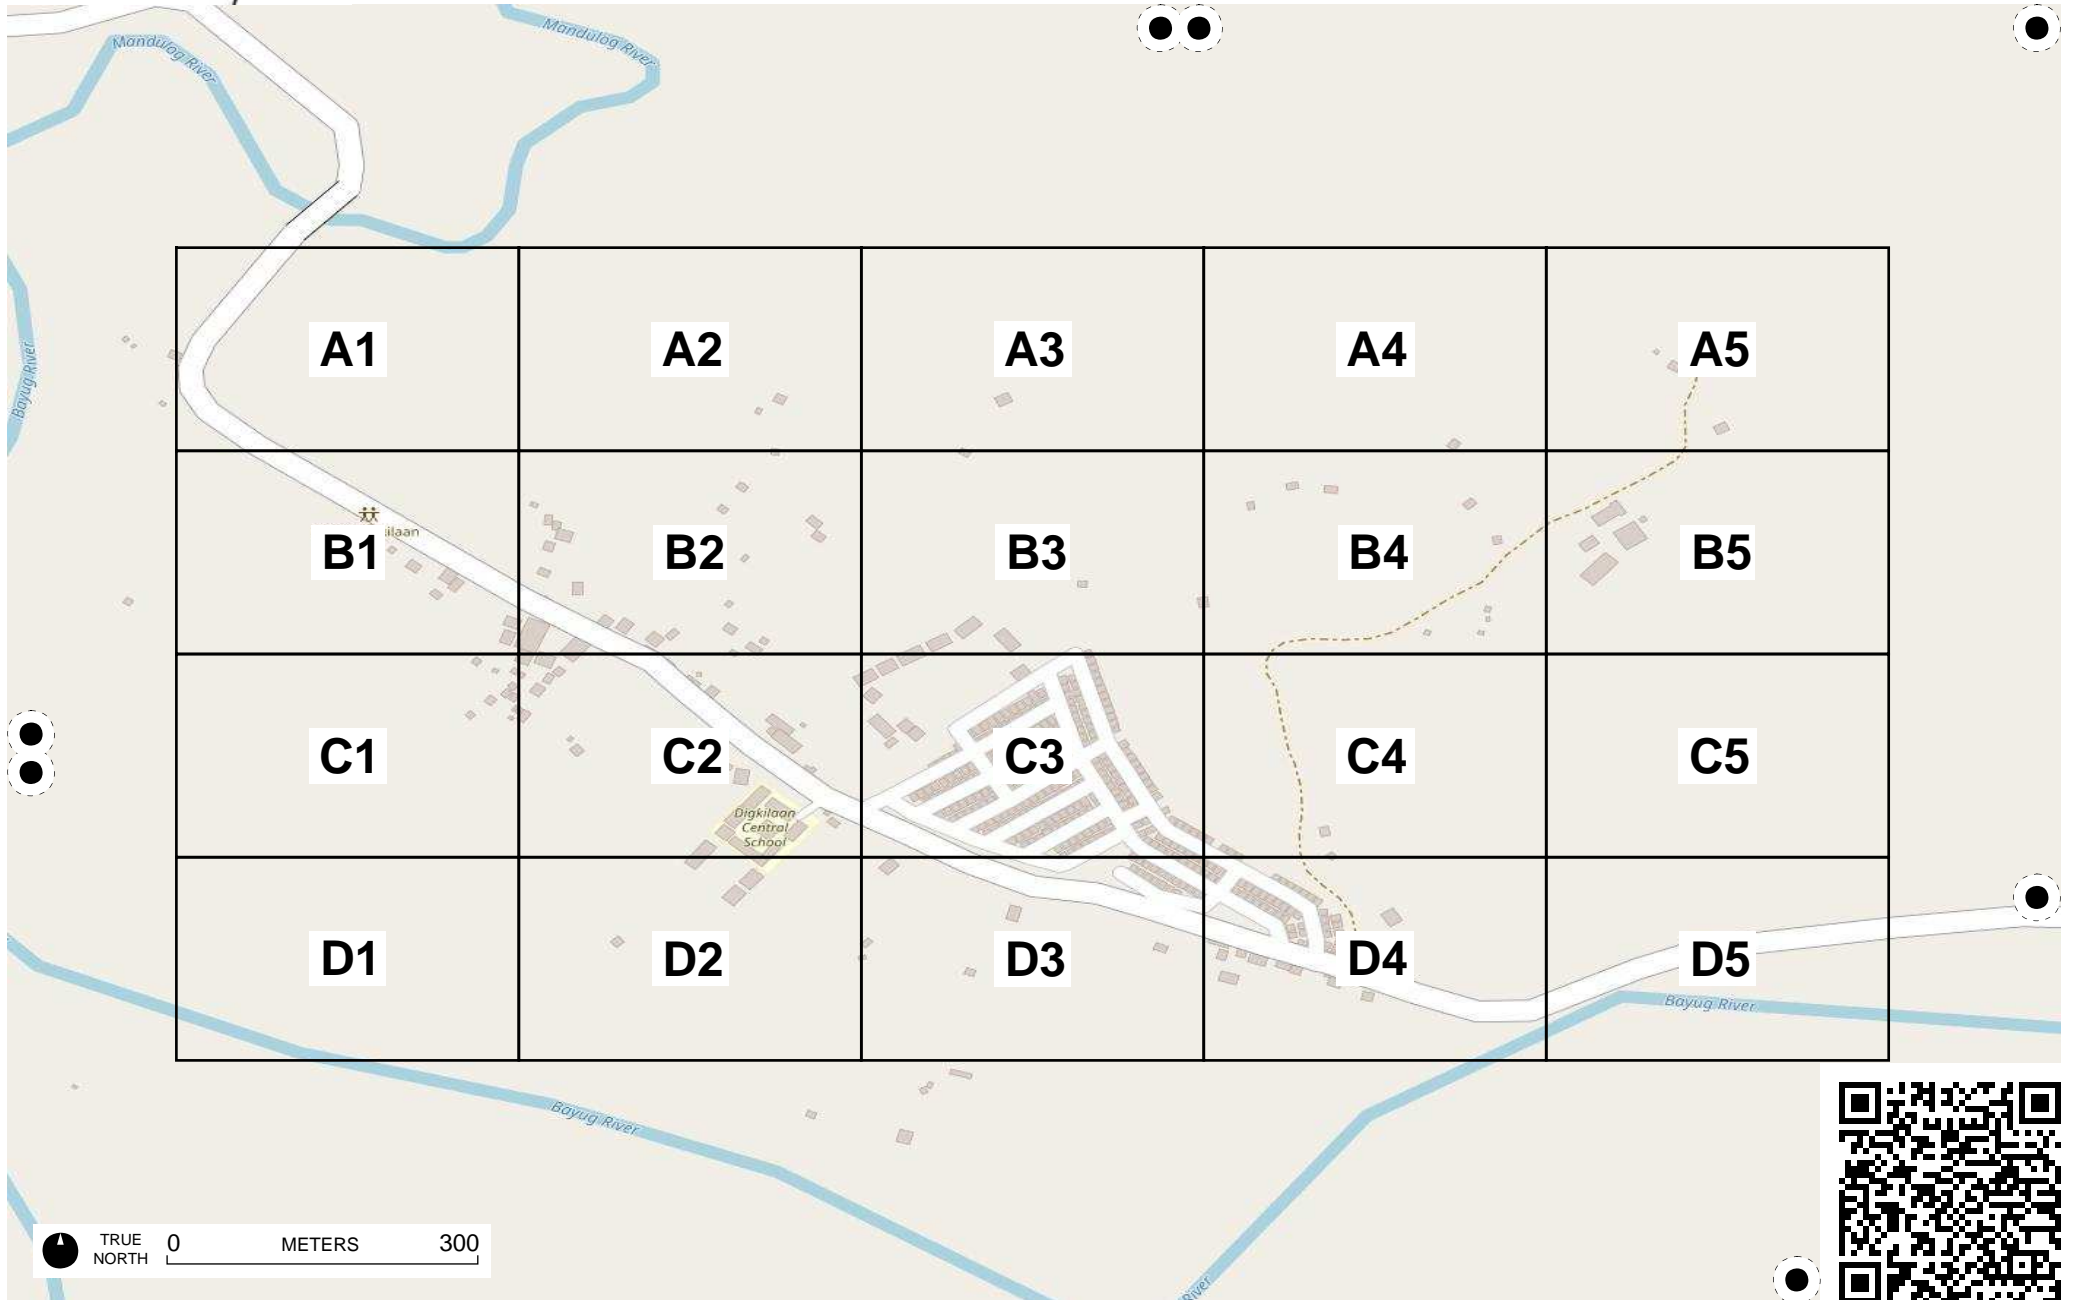 Mandulog River
Mandulog River
Bayug River
A1
A2
A3
A4
A5
B1
B2
B3
B4
B5
C1
C2
C3
C4
C5
Digkilaan
Central
School
D1
D2
D3
D4
D5
Bayug River
Bayug River
River
TRUE
NORTH
0
METERS
300